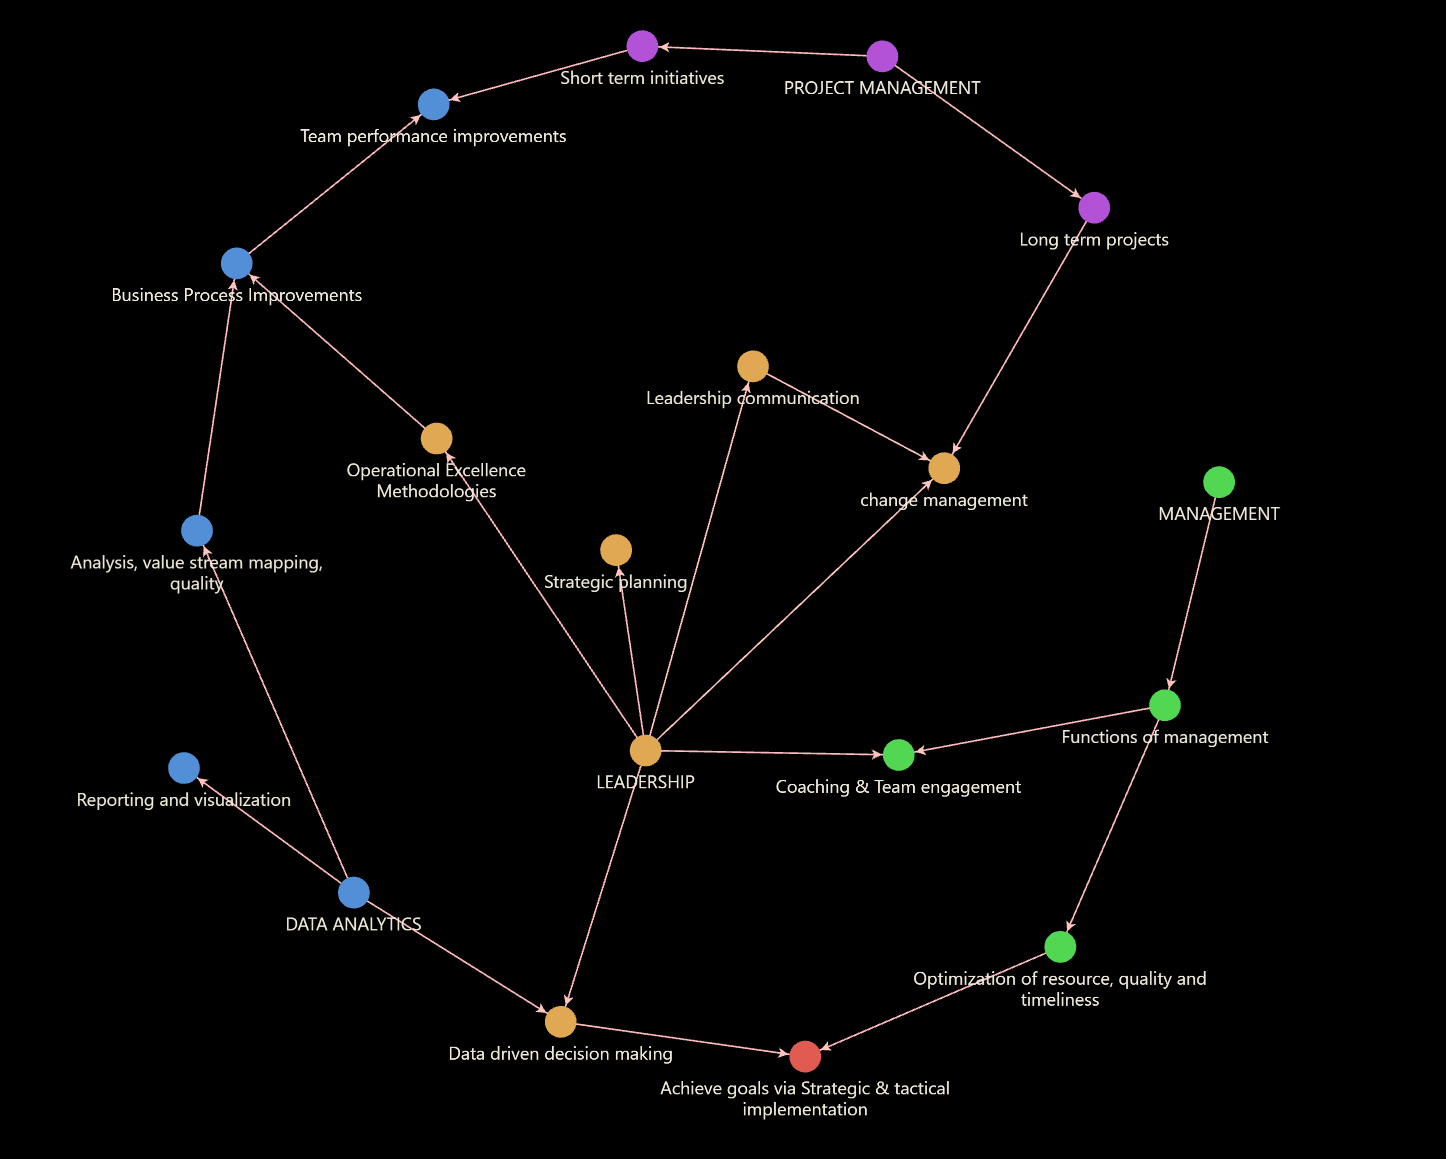 Short term initiatives
PROJECT MANAGEMENT
Team performance improvements
Long term projects
Business Process Improvements
Leadership communication
Operational Excellence
Methodologies
change management
MANAGEMENT
Analysis, value stream mapping,
quality
Strategic planning
Functions of management
LEADERSHIP
Coaching & Team engagement
Reporting and visualization
DATA ANALYTICS
Optimization of resource, quality and
timeliness
Data driven decision making
Achieve goals via Strategic & tactical
implementation